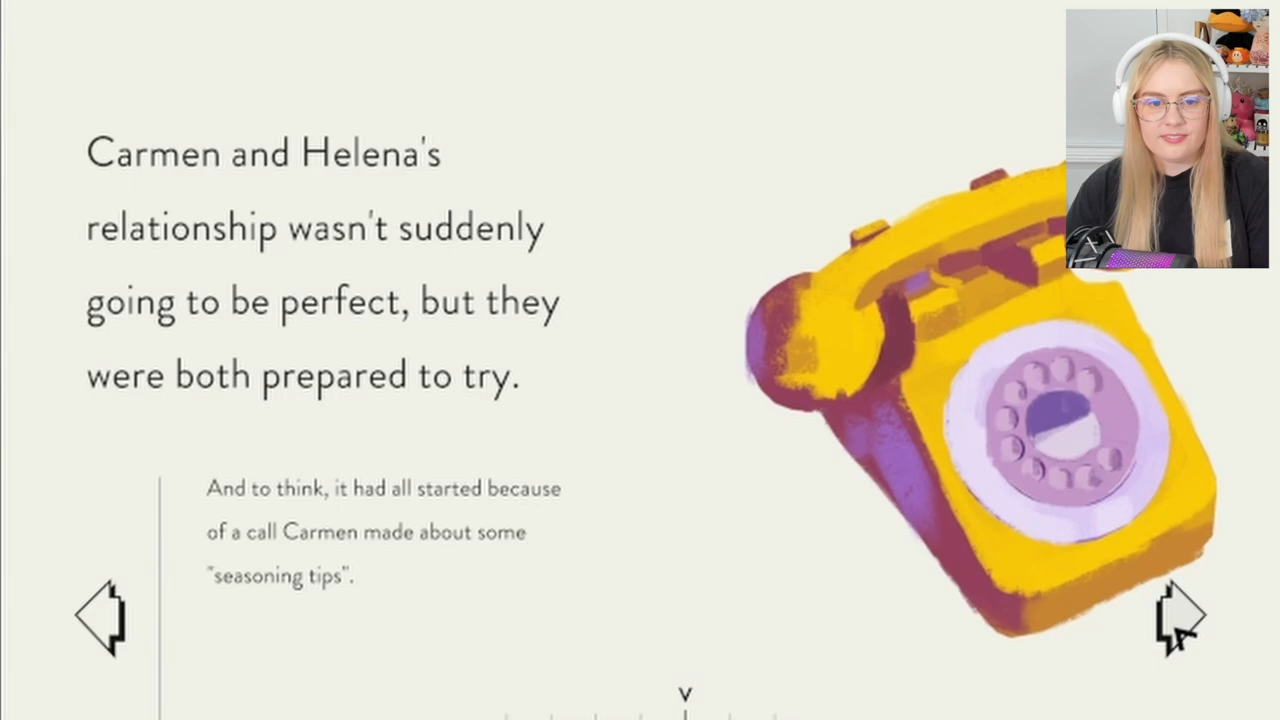 Carmen and Helena's
relationship wasn't suddenly
going to be perfect, but they
were both prepared to try.
And to think, it had all started because
of a call Carmen made about some
"seasoning tips".